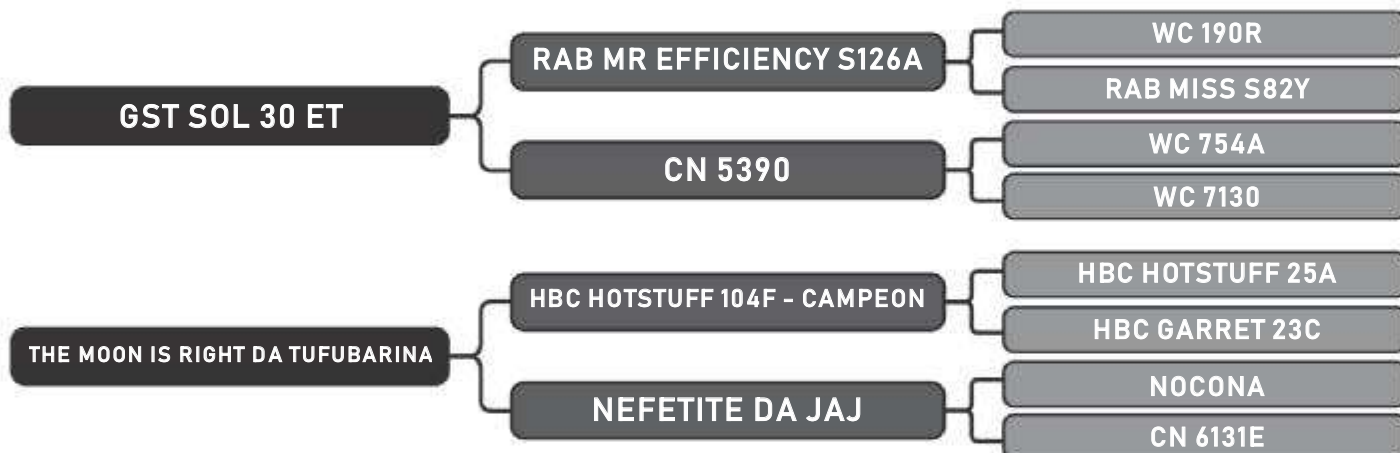 GST SOL 30 ET
RAB MR EFFICIENCY S126A
CN 5390
WC 190R
RAB MISS S82Y
WC 754A
WC 7130
THE MOON IS RIGHT DA TUFUBARINA
HBC HOTSTUFF 104F - CAMPEON
NEFETITE DA JAJ
HBC HOTSTUFF 25A
HBC GARRET 23C
NOCONA
CN 6131E